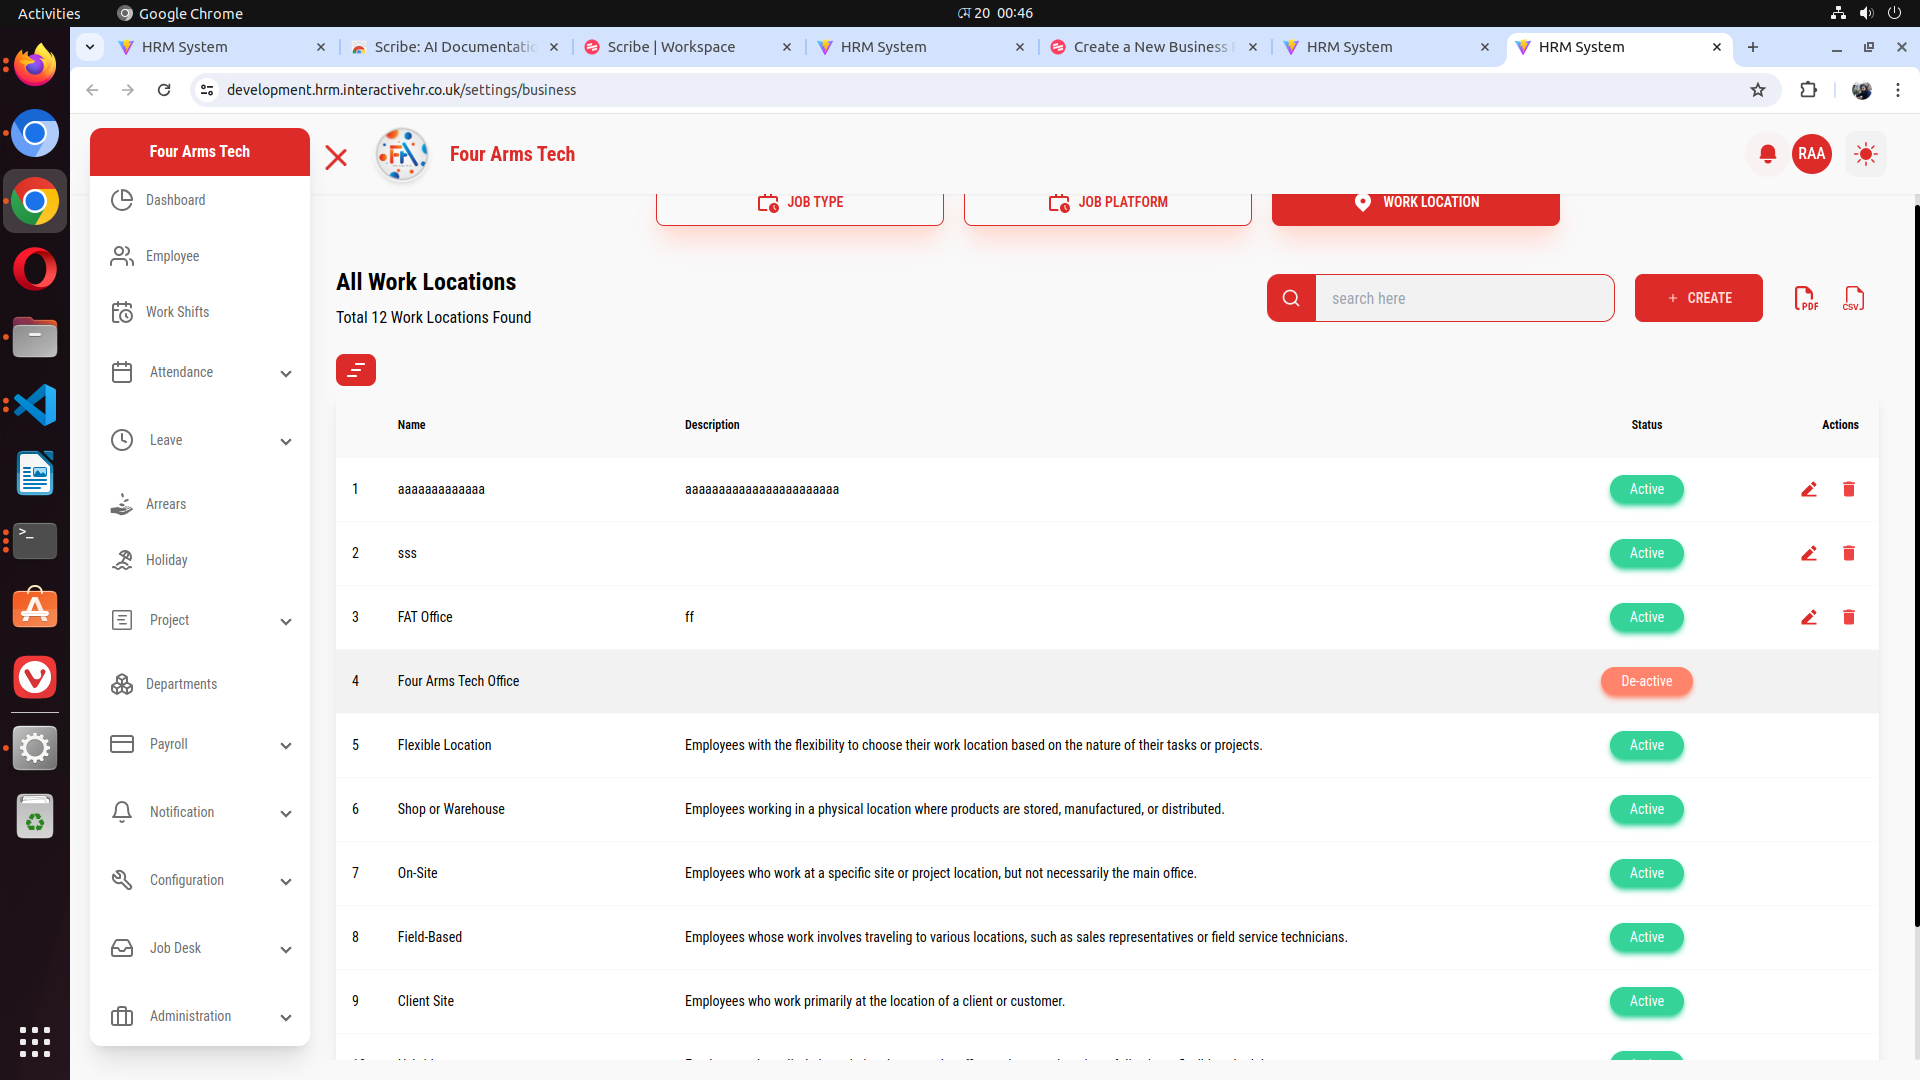 Activities
Google Chrome
মে 20 00:46
HRM System
Scribe: AI Documentatio
Scribe | Workspace
HRM System
Create a New Business P
HRM System
HRM System
development.hrm.interactivehr.co.uk/settings/business
Four Arms Tech
Four Arms Tech
RAA
Dashboard
Employee
Work Shifts
Attendance
Leave
Arrears
Holiday
Project
Departments
Payroll
Notification
Configuration
Job Desk
Administration
JOB TYPE
JOB PLATFORM
WORK LOCATION
All Work Locations
Total 12 Work Locations Found
search here
+ CREATE
PDF
CSV
Name Description Status Actions
1 aaaaaaaaaaaaa aaaaaaaaaaaaaaaaaaaaaaa Active
2 sss Active
3 FAT Office ff Active
4 Four Arms Tech Office De-active
5 Flexible Location Employees with the flexibility to choose their work location based on the nature of their tasks or projects. Active
6 Shop or Warehouse Employees working in a physical location where products are stored, manufactured, or distributed. Active
7 On-Site Employees who work at a specific site or project location, but not necessarily the main office. Active
8 Field-Based Employees whose work involves traveling to various locations, such as sales representatives or field service technicians. Active
9 Client Site Employees who work primarily at the location of a client or customer. Active